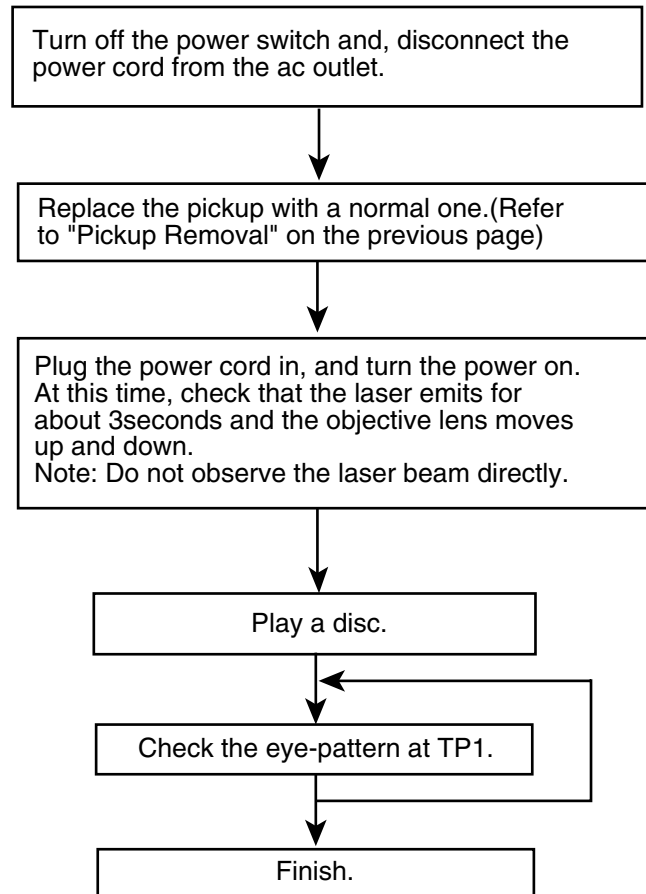 Turn off the power switch and, disconnect the
power cord from the ac outlet.
Replace the pickup with a normal one.(Refer
to "Pickup Removal" on the previous page)
Plug the power cord in, and turn the power on.
At this time, check that the laser emits for
about 3seconds and the objective lens moves
up and down.
Note: Do not observe the laser beam directly.
Play a disc.
Check the eye-pattern at TP1.
Finish.